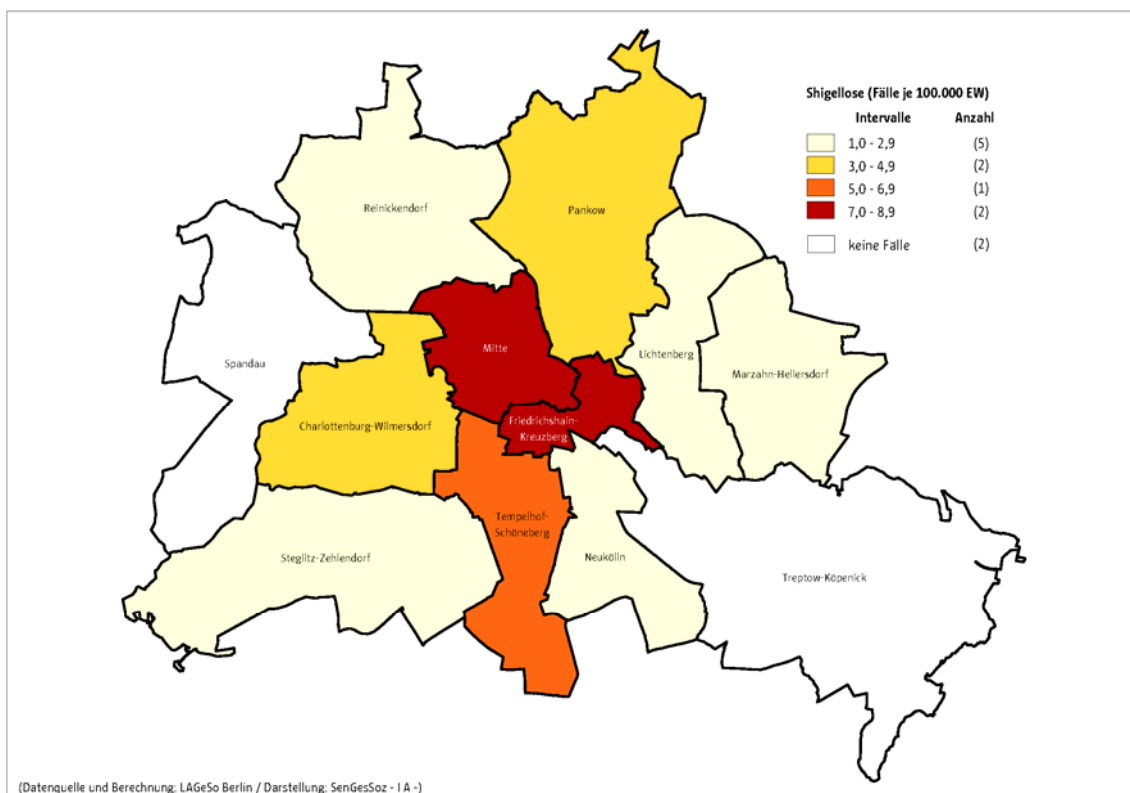 Shigellose (Fälle je 100.000 EW)
Intervalle Anzahl
1,0 - 2,9 (5)
3,0 - 4,9 (2)
5,0 - 6,9 (1)
7,0 - 8,9 (2)
keine Fälle (2)
Reinickendorf
Pankow
Spandau
Mitte
Lichtenberg
Marzahn-Hellersdorf
Charlottenburg-Wilmersdorf
Friedrichshain-
Kreuzberg
Tempelhof-
Schöneberg
Steglitz-Zehlendorf
Neukölln
Treptow-Köpenick
(Datenquelle und Berechnung: LAGeSo Berlin / Darstellung: SenGesSoz - I A -)